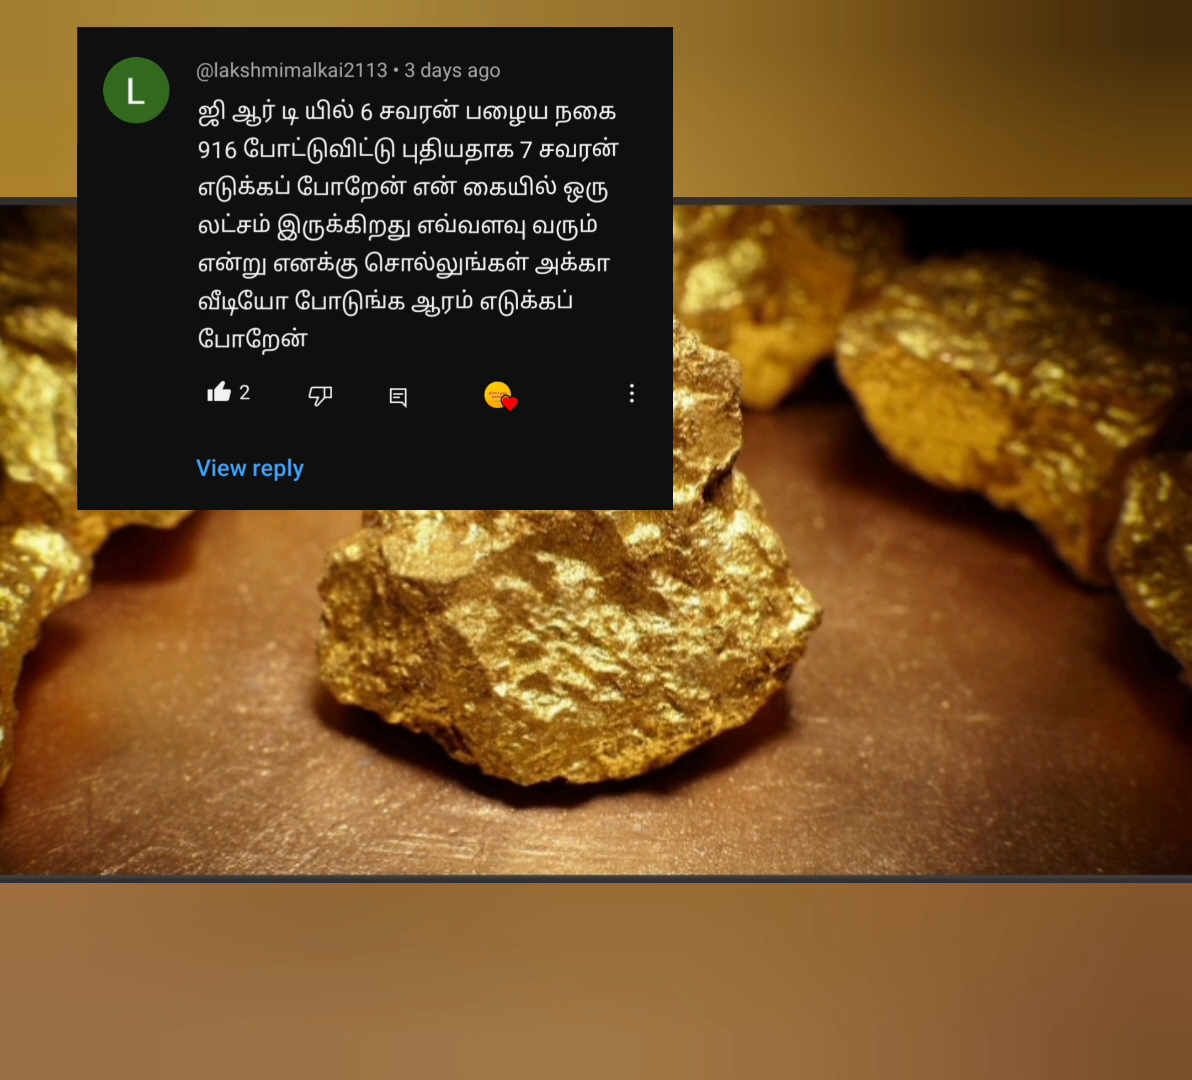 L
@lakshmimalkai2113 • 3 days ago
ஜி ஆர் டி யில் 6 சவரன் பழைய நகை
916 போட்டுவிட்டு புதியதாக 7 சவரன்
எடுக்கப் போறேன் என் கையில் ஒரு
லட்சம் இருக்கிறது எவ்வளவு வரும்
என்று எனக்கு சொல்லுங்கள் அக்கா
வீடியோ போடுங்க ஆரம் எடுக்கப்
போறேன்
2
View reply